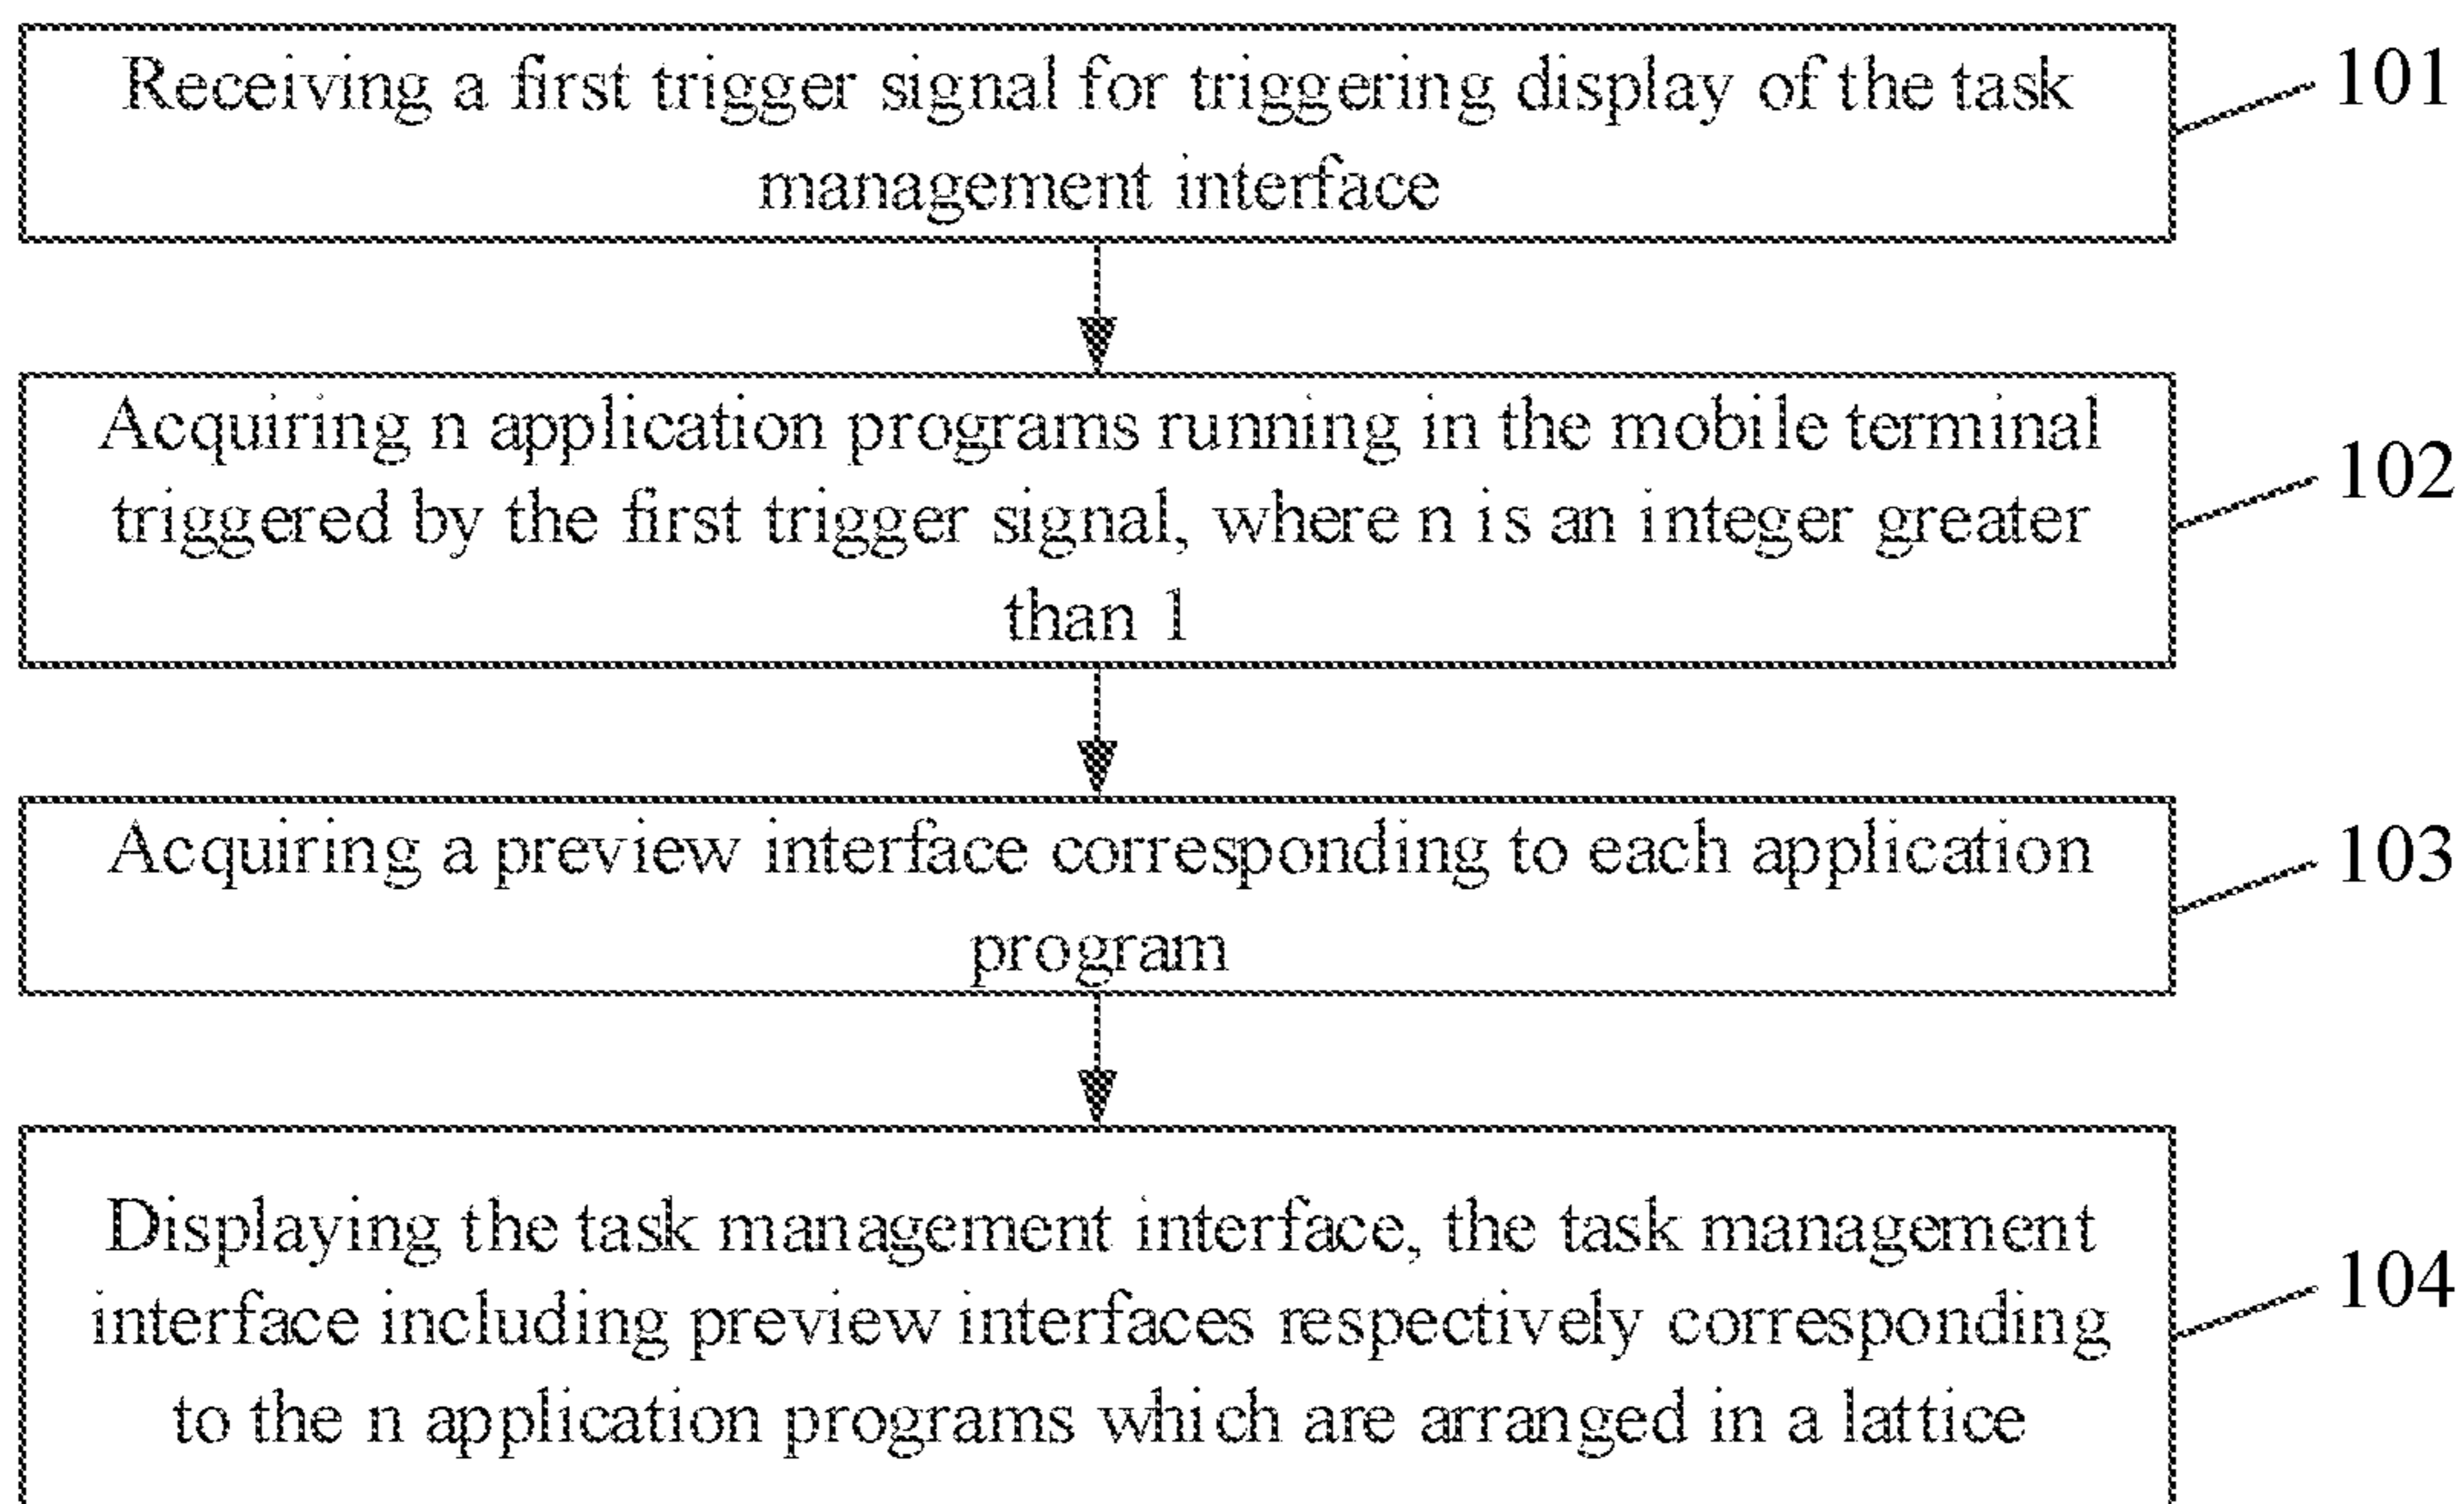 Receiving a first trigger signal for triggering display of the task
management interface
101
Acquiring n application programs running in the mobile terminal
triggered by the first trigger signal, where n is an integer greater
than 1
102
Acquiring a preview interface corresponding to each application
program
103
Displaying the task management interface, the task management
interface including preview interfaces respectively corresponding
to the n application programs which are arranged in a lattice
104